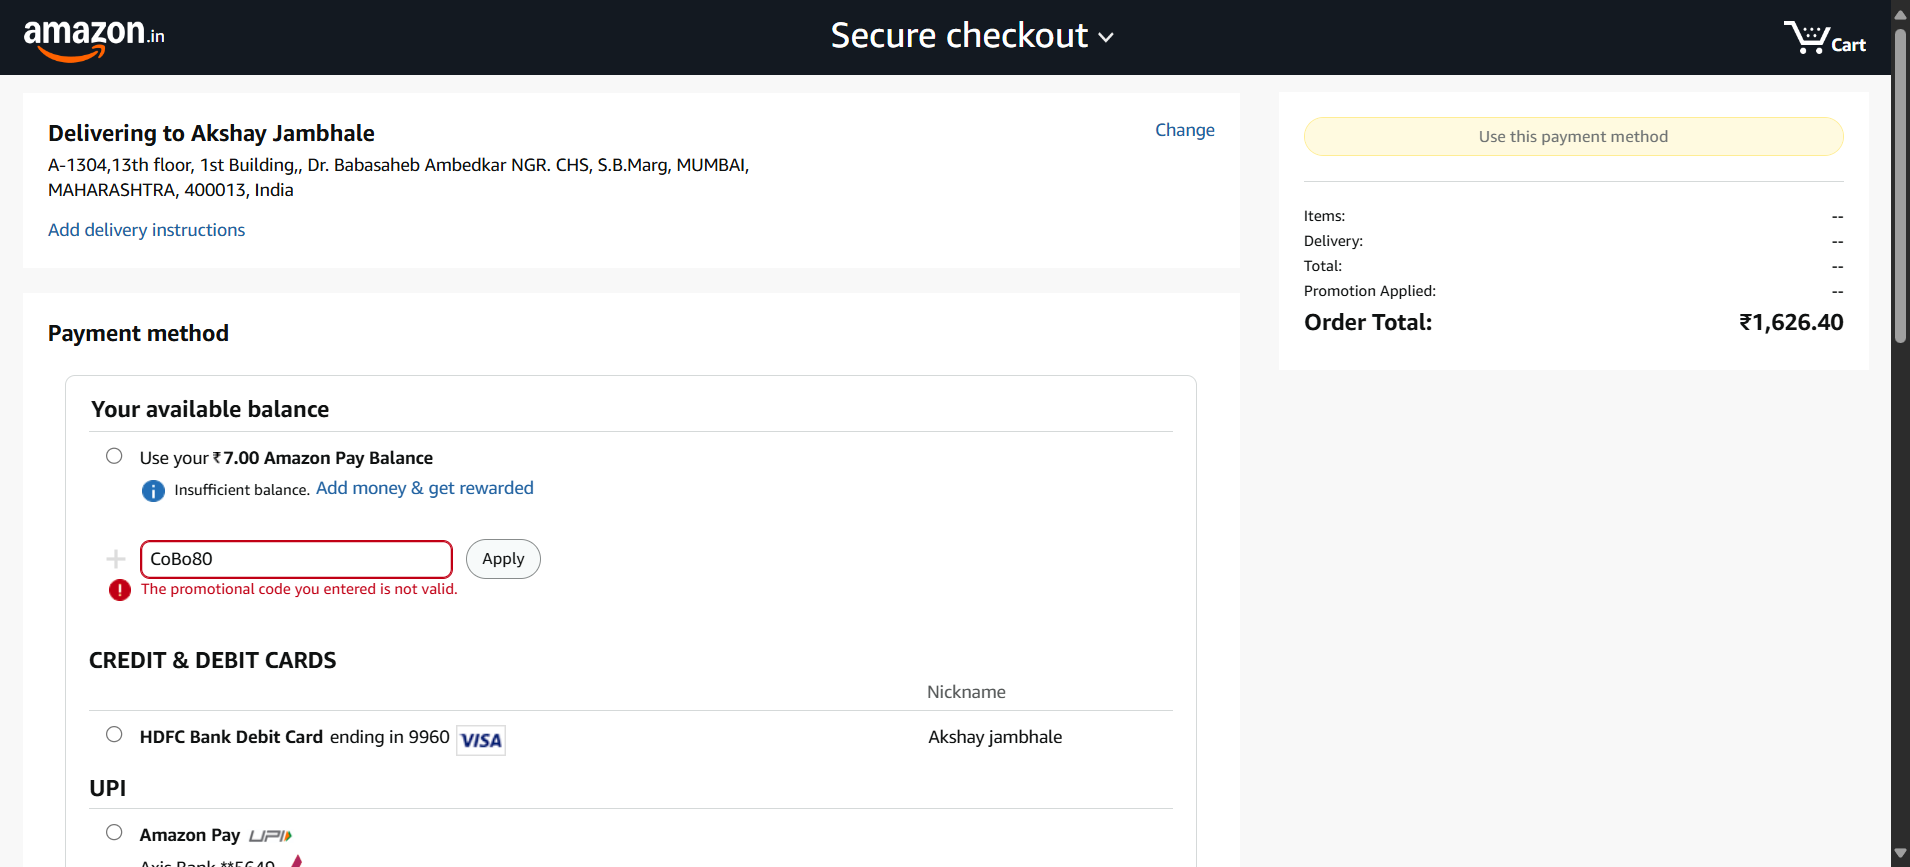 amazon.in
Secure checkout
Cart
Delivering to Akshay Jambhale
Change
A-1304,13th floor, 1st Building,, Dr. Babasaheb Ambedkar NGR. CHS, S.B.Marg, MUMBAI,
MAHARASHTRA, 400013, India
Add delivery instructions
Use this payment method
Items: --
Delivery: --
Total: --
Promotion Applied: --
Order Total: ₹1,626.40
Payment method
Your available balance
Use your ₹7.00 Amazon Pay Balance
Insufficient balance. Add money & get rewarded
CoBo80
Apply
The promotional code you entered is not valid.
CREDIT & DEBIT CARDS
Nickname
HDFC Bank Debit Card ending in 9960 VISA Akshay jambhale
UPI
Amazon Pay UPI
Axis Bank **5649